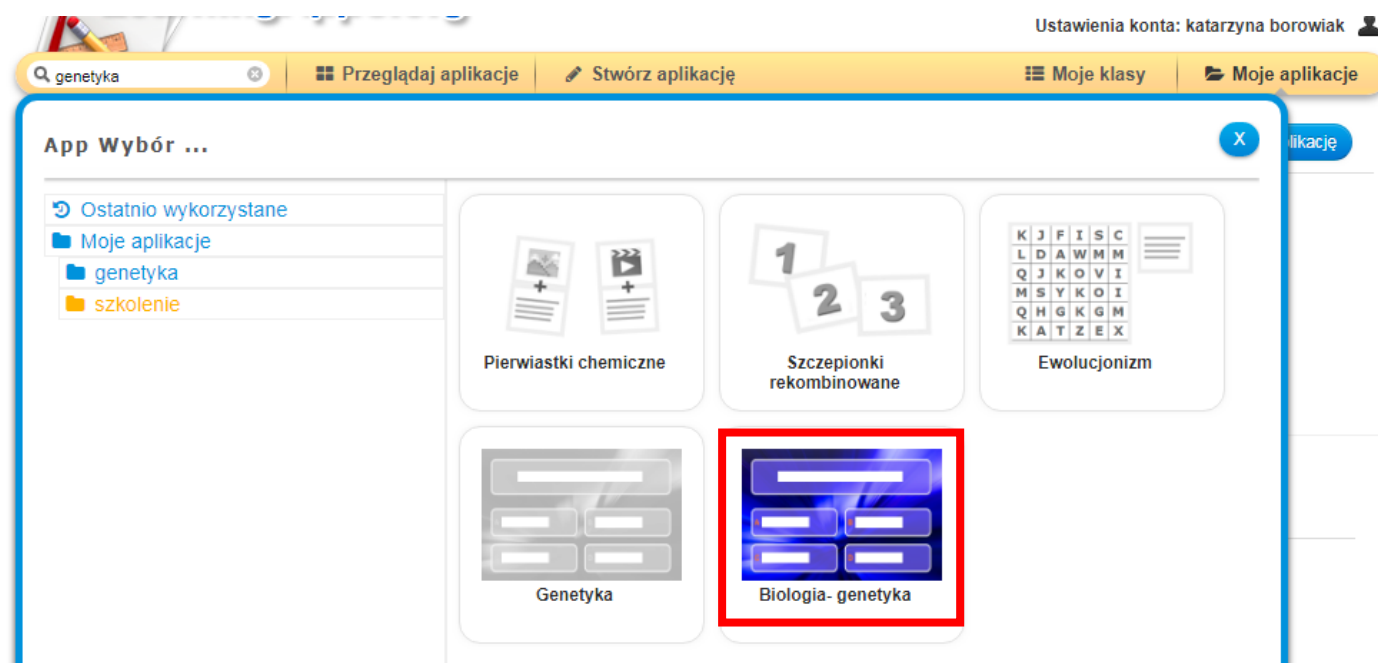 Ustawienia konta: katarzyna borowiak
genetyka
Przeglądaj aplikacje
Stwórz aplikację
Moje klasy
Moje aplikacje
App Wybór ...
X
likację
Ostatnio wykorzystane
Moje aplikacje
genetyka
szkolenie
1
2
3
K J F I S C
L D A W M M
Q J K O V I
M S Y K O I
Q H G K G M
K A T Z E X
Pierwiastki chemiczne
Szczepionki
rekombinowane
Ewolucjonizm
Genetyka
Biologia- genetyka